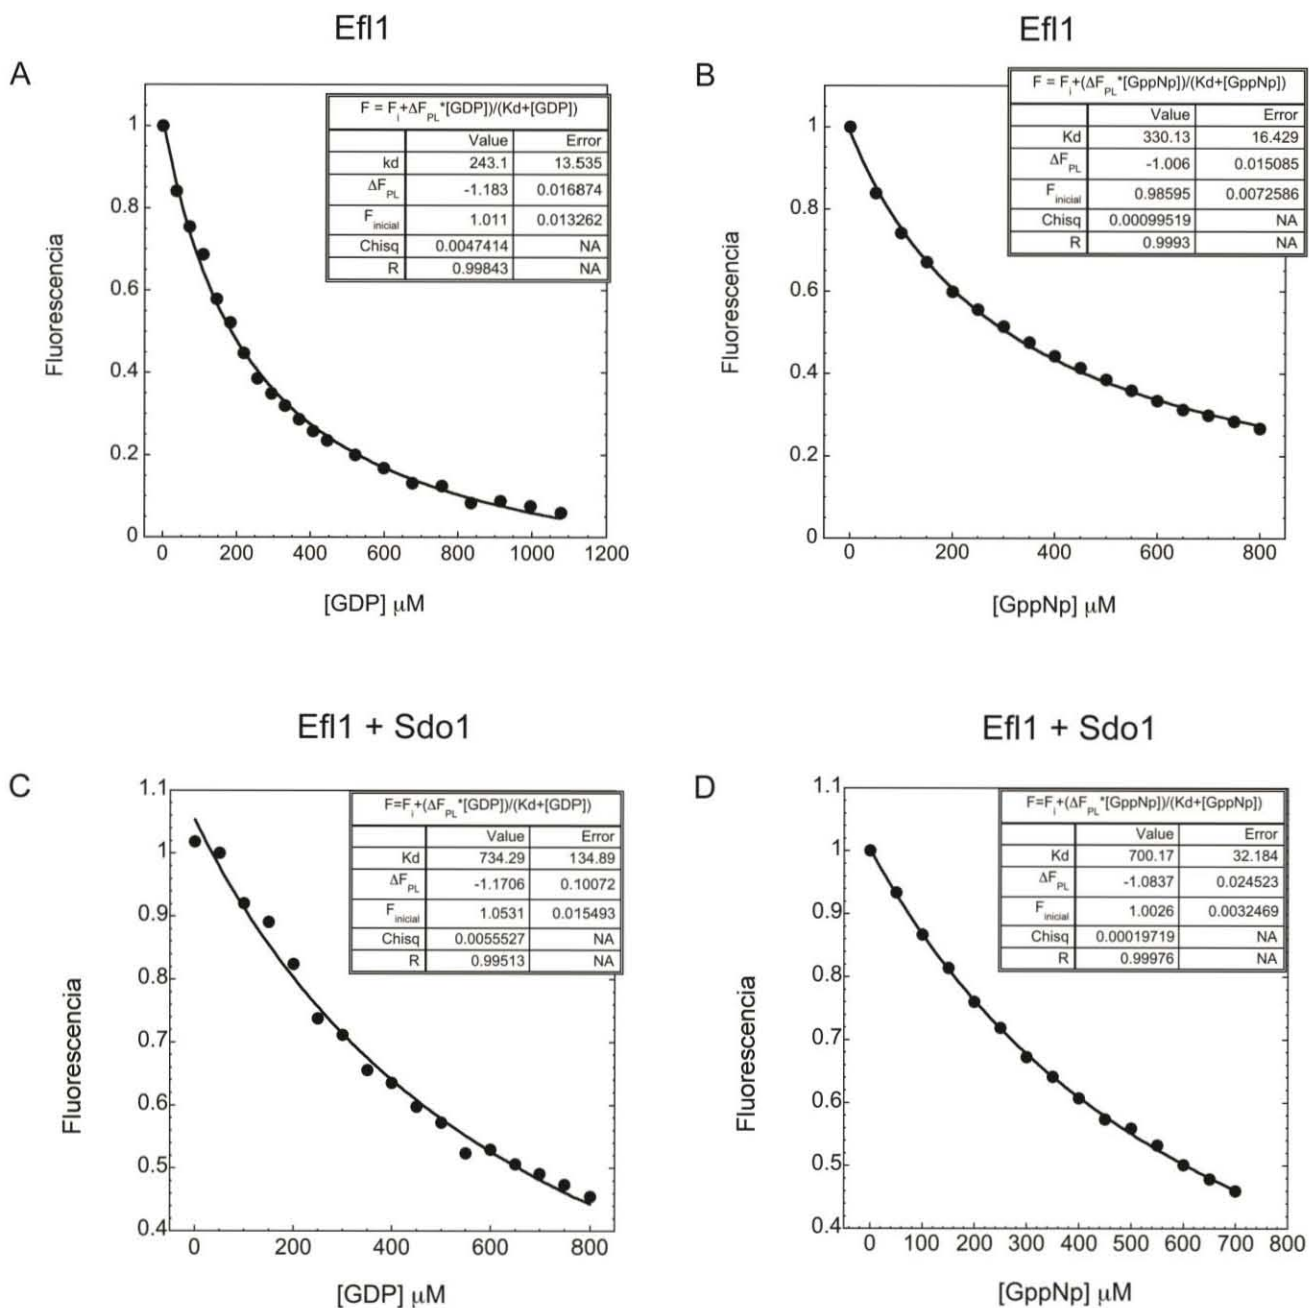 Efl1
A
F = F_i+ΔF_PL*[GDP])/(Kd+[GDP])
Value Error
kd 243.1 13.535
ΔF_PL -1.183 0.016874
F_inicial 1.011 0.013262
Chisq 0.0047414 NA
R 0.99843 NA
1
0.8
0.6
0.4
0.2
0
Fluorescencia
0 200 400 600 800 1000 1200
[GDP] μM
Efl1
B
F = F_i+(ΔF_PL*[GppNp])/(Kd+[GppNp])
Value Error
Kd 330.13 16.429
ΔF_PL -1.006 0.015085
F_inicial 0.98595 0.0072586
Chisq 0.00099519 NA
R 0.9993 NA
1
0.8
0.6
0.4
0.2
0
Fluorescencia
0 200 400 600 800
[GppNp] μM
Efl1 + Sdo1
C
F=F_i+(ΔF_PL*[GDP])/(Kd+[GDP])
Value Error
Kd 734.29 134.89
ΔF_PL -1.1706 0.10072
F_inicial 1.0531 0.015493
Chisq 0.0055527 NA
R 0.99513 NA
1.1
1
0.9
0.8
0.7
0.6
0.5
0.4
Fluorescencia
0 200 400 600 800
[GDP] μM
Efl1 + Sdo1
D
F=F_i+(ΔF_PL*[GppNp])/(Kd+[GppNp])
Value Error
Kd 700.17 32.184
ΔF_PL -1.0837 0.024523
F_inicial 1.0026 0.0032469
Chisq 0.00019719 NA
R 0.99976 NA
1.1
1
0.9
0.8
0.7
0.6
0.5
0.4
Fluorescencia
0 100 200 300 400 500 600 700 800
[GppNp] μM